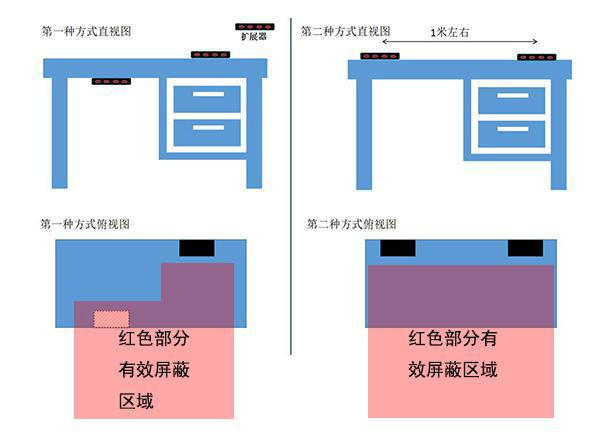 第一种方式直视图
扩展器
第二种方式直视图
1米左右
第一种方式俯视图
红色部分
有效屏蔽
区域
第二种方式俯视图
红色部分有
效屏蔽区域